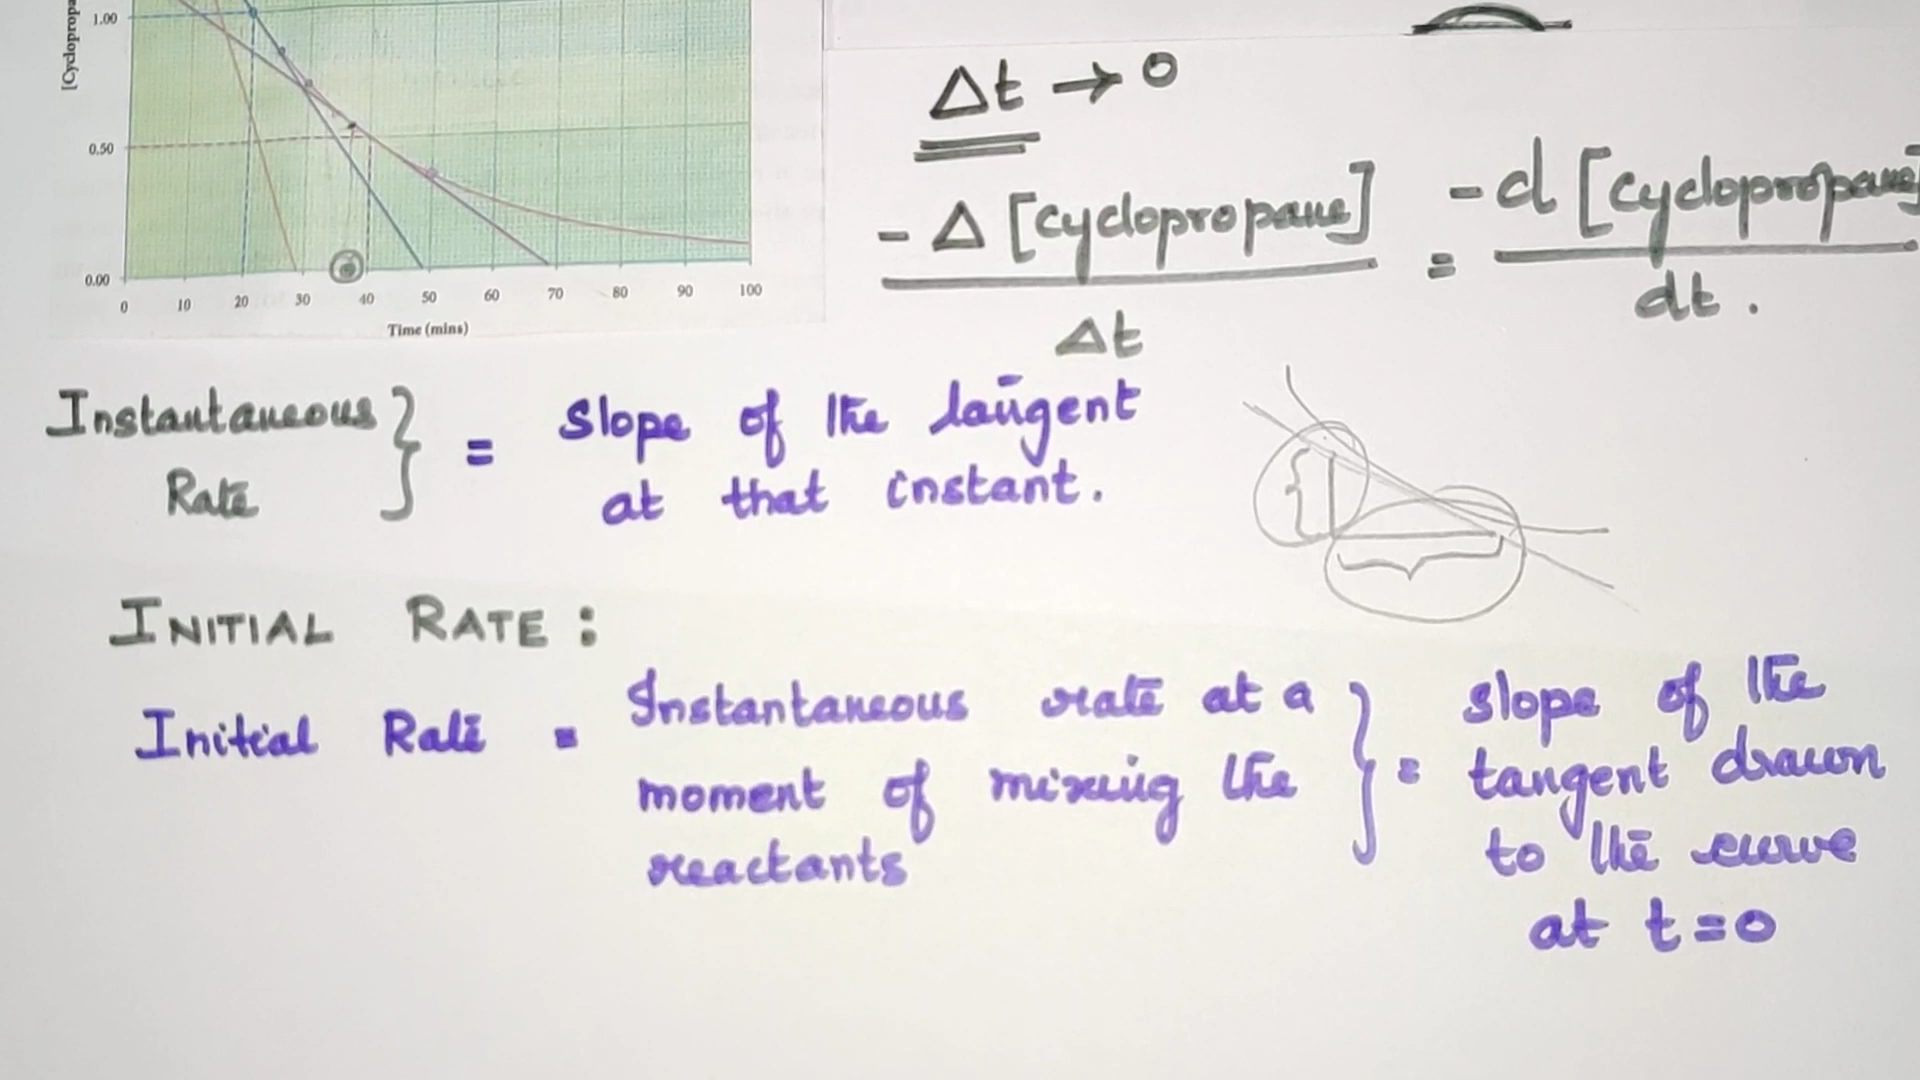 [Cyclopropa
1.00
0.50
0.00
0 10 20 30 40 50 60 70 80 90 100
Time (mins)
Δt → 0
-Δ [cyclopropane] / Δt = -d [cyclopropane] / dt.
Instantaneous Rate } = Slope of the tangent
at that instant.
INITIAL RATE :
Initial Rate = Instantaneous rate at a
moment of mixing the
reactants } = slope of the
tangent drawn
to the curve
at t=0